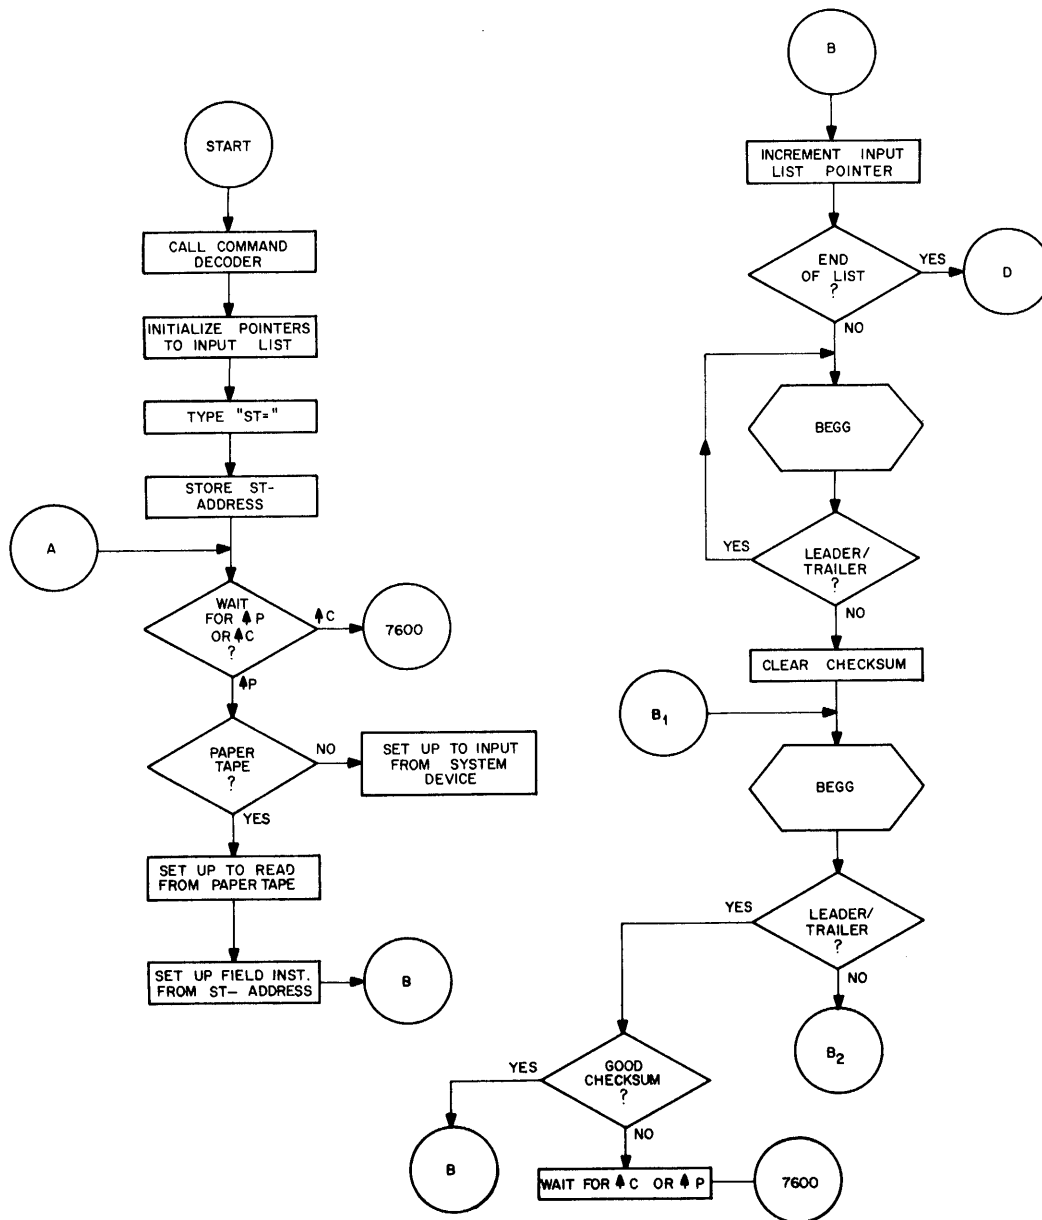 START
CALL COMMAND
DECODER
INITIALIZE POINTERS
TO INPUT LIST
TYPE "ST="
STORE ST-
ADDRESS
A
WAIT
FOR ↑P
OR ↑C
?
↑C
7600
↑P
PAPER
TAPE
?
NO
SET UP TO INPUT
FROM SYSTEM
DEVICE
YES
SET UP TO READ
FROM PAPER TAPE
SET UP FIELD INST.
FROM ST- ADDRESS
B
B
INCREMENT INPUT
LIST POINTER
END
OF LIST
?
YES
D
NO
BEGG
LEADER/
TRAILER
?
YES
NO
CLEAR CHECKSUM
B1
BEGG
LEADER/
TRAILER
?
YES
NO
B2
GOOD
CHECKSUM
?
YES
B
NO
WAIT FOR ↑C OR ↑P
7600